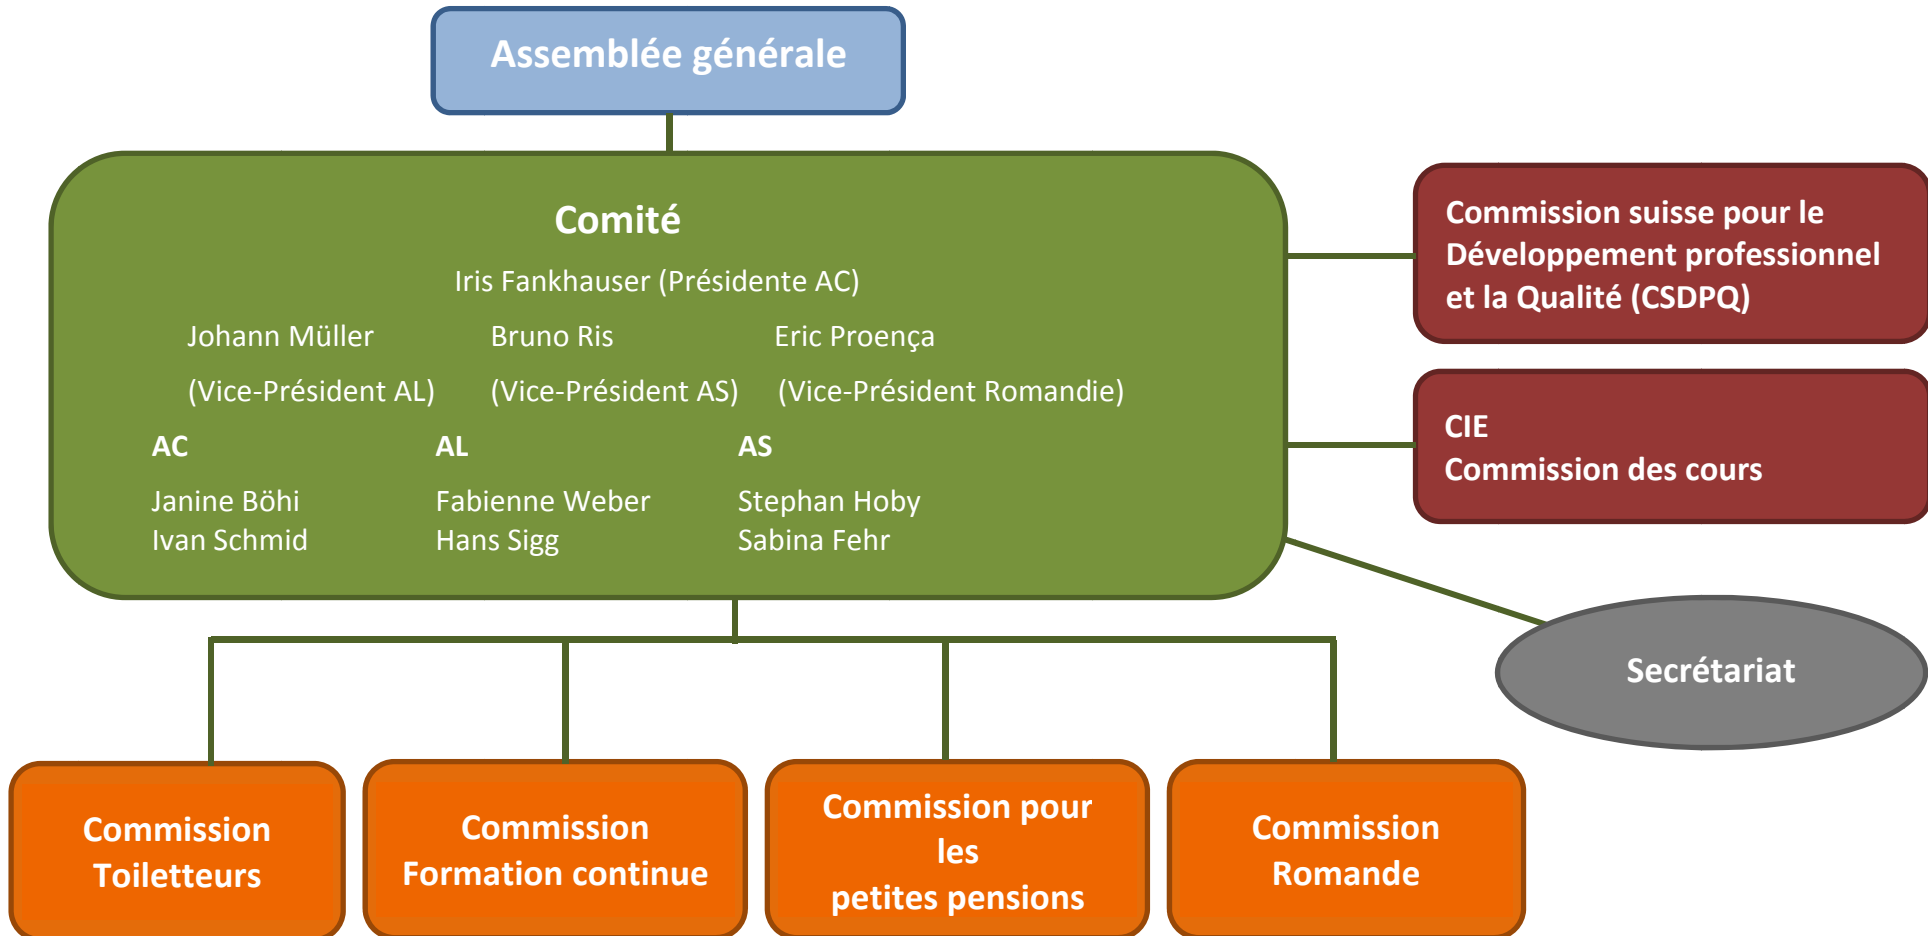 Assemblée générale
Comité
Iris Fankhauser (Présidente AC)
Johann Müller Bruno Ris Eric Proença
(Vice-Président AL) (Vice-Président AS) (Vice-Président Romandie)
AC AL AS
Janine Böhi Fabienne Weber Stephan Hoby
Ivan Schmid Hans Sigg Sabina Fehr
Commission suisse pour le
Développement professionnel
et la Qualité (CSDPQ)
CIE
Commission des cours
Secrétariat
Commission
Toiletteurs
Commission
Formation continue
Commission pour
les
petites pensions
Commission
Romande